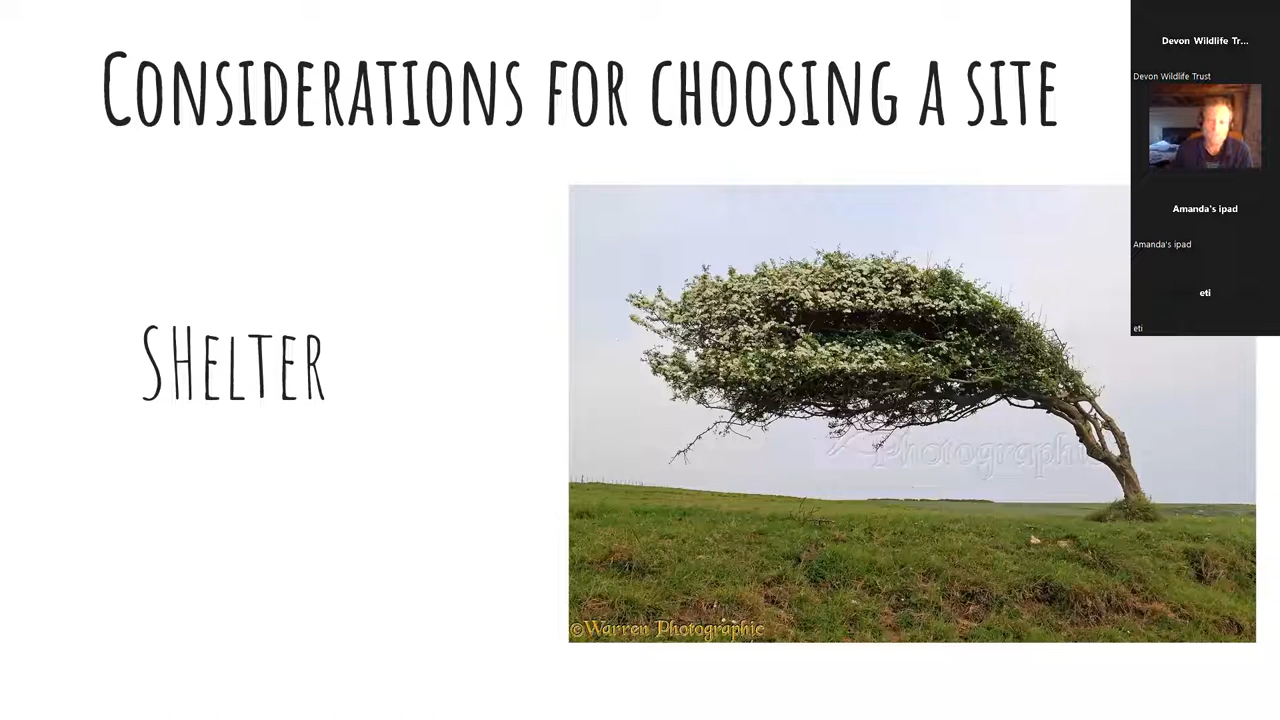 Considerations for choosing a site
Devon Wildlife Tr...
Devon Wildlife Trust
Amanda's ipad
Amanda's ipad
eti
eti
SHelter
Photographi
©Warren Photographic